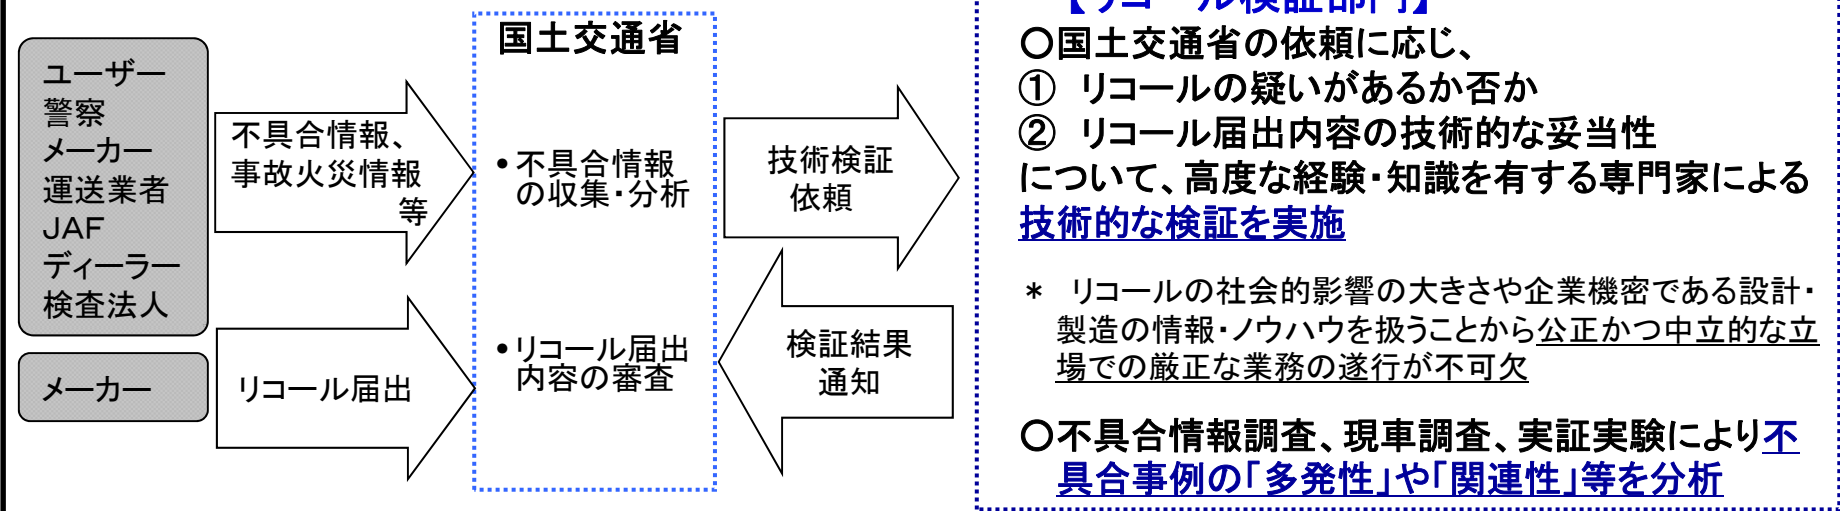 ユーザー
警察
メーカー
運送業者
JAF
ディーラー
検査法人
メーカー
不具合情報、
事故火災情報
等
リコール届出
国土交通省
•不具合情報
の収集・分析
•リコール届出
内容の審査
技術検証
依頼
検証結果
通知
【リコール検証部門】
〇国土交通省の依頼に応じ、
① リコールの疑いがあるか否か
② リコール届出内容の技術的な妥当性
について、高度な経験・知識を有する専門家による
技術的な検証を実施
* リコールの社会的影響の大きさや企業機密である設計・
製造の情報・ノウハウを扱うことから公正かつ中立的な立
場での厳正な業務の遂行が不可欠
〇不具合情報調査、現車調査、実証実験により不
具合事例の「多発性」や「関連性」等を分析